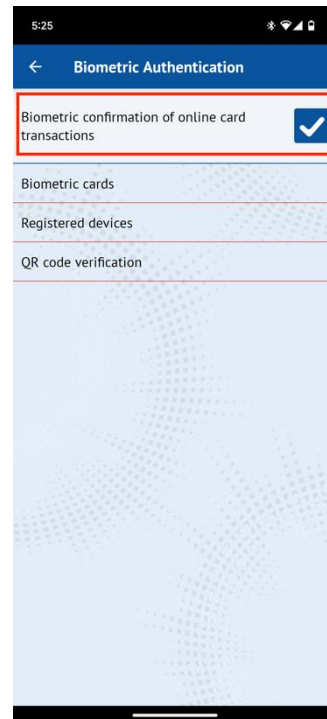 5:25
Biometric Authentication
Biometric confirmation of online card
transactions
Biometric cards
Registered devices
QR code verification